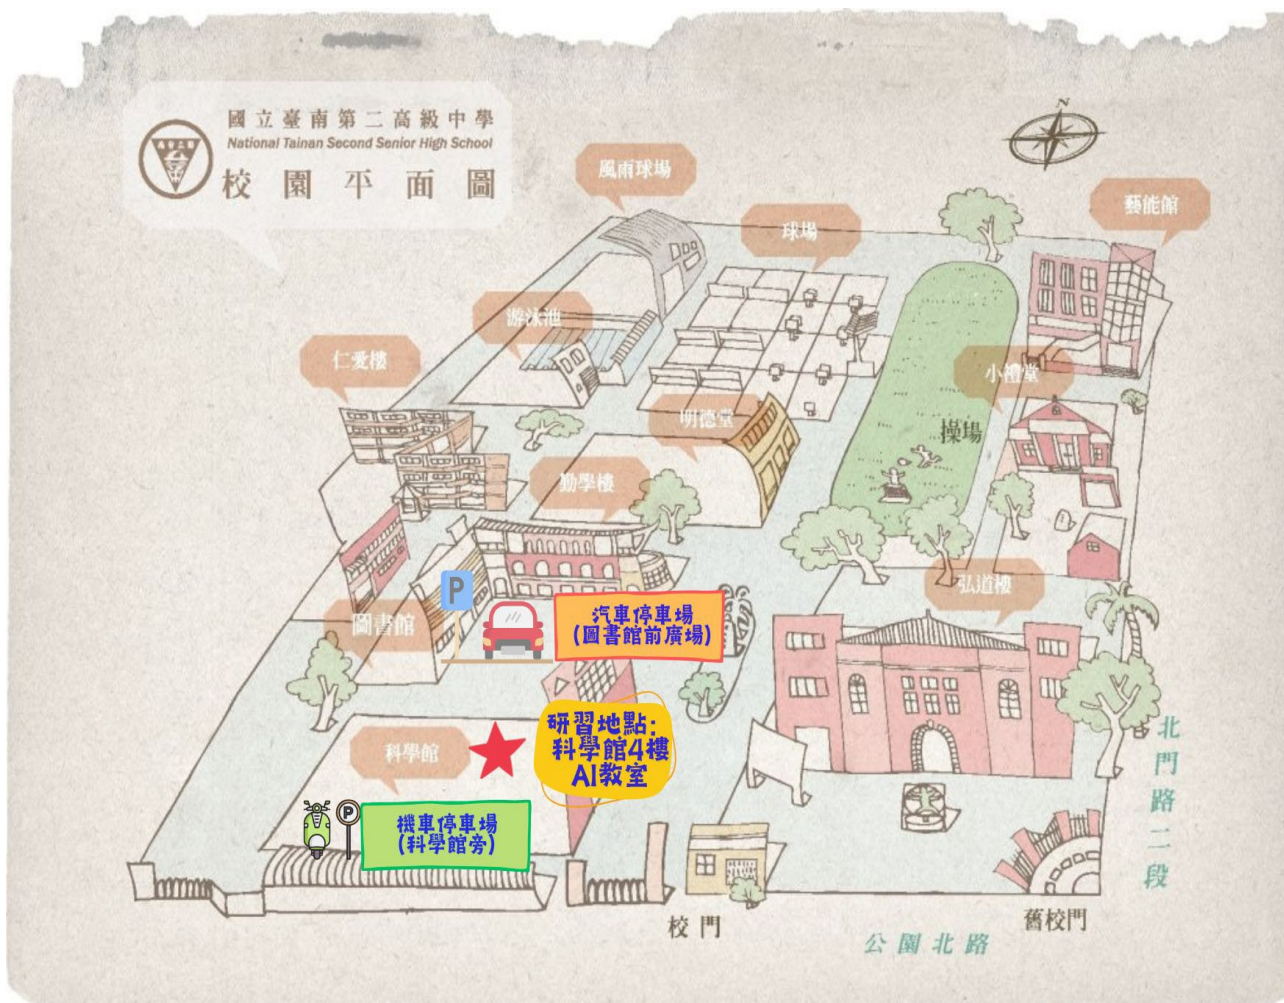 國立臺南第二高級中學
National Tainan Second Senior High School
校園平面圖
N
風雨球場
球場
藝能館
游泳池
仁愛樓
小禮堂
明德堂
操場
勤學樓
弘道樓
P
圖書館
汽車停車場
(圖書館前廣場)
研習地點:
科學館4樓
AI教室
科學館
P
機車停車場
(科學館旁)
北門路二段
校門
舊校門
公園北路